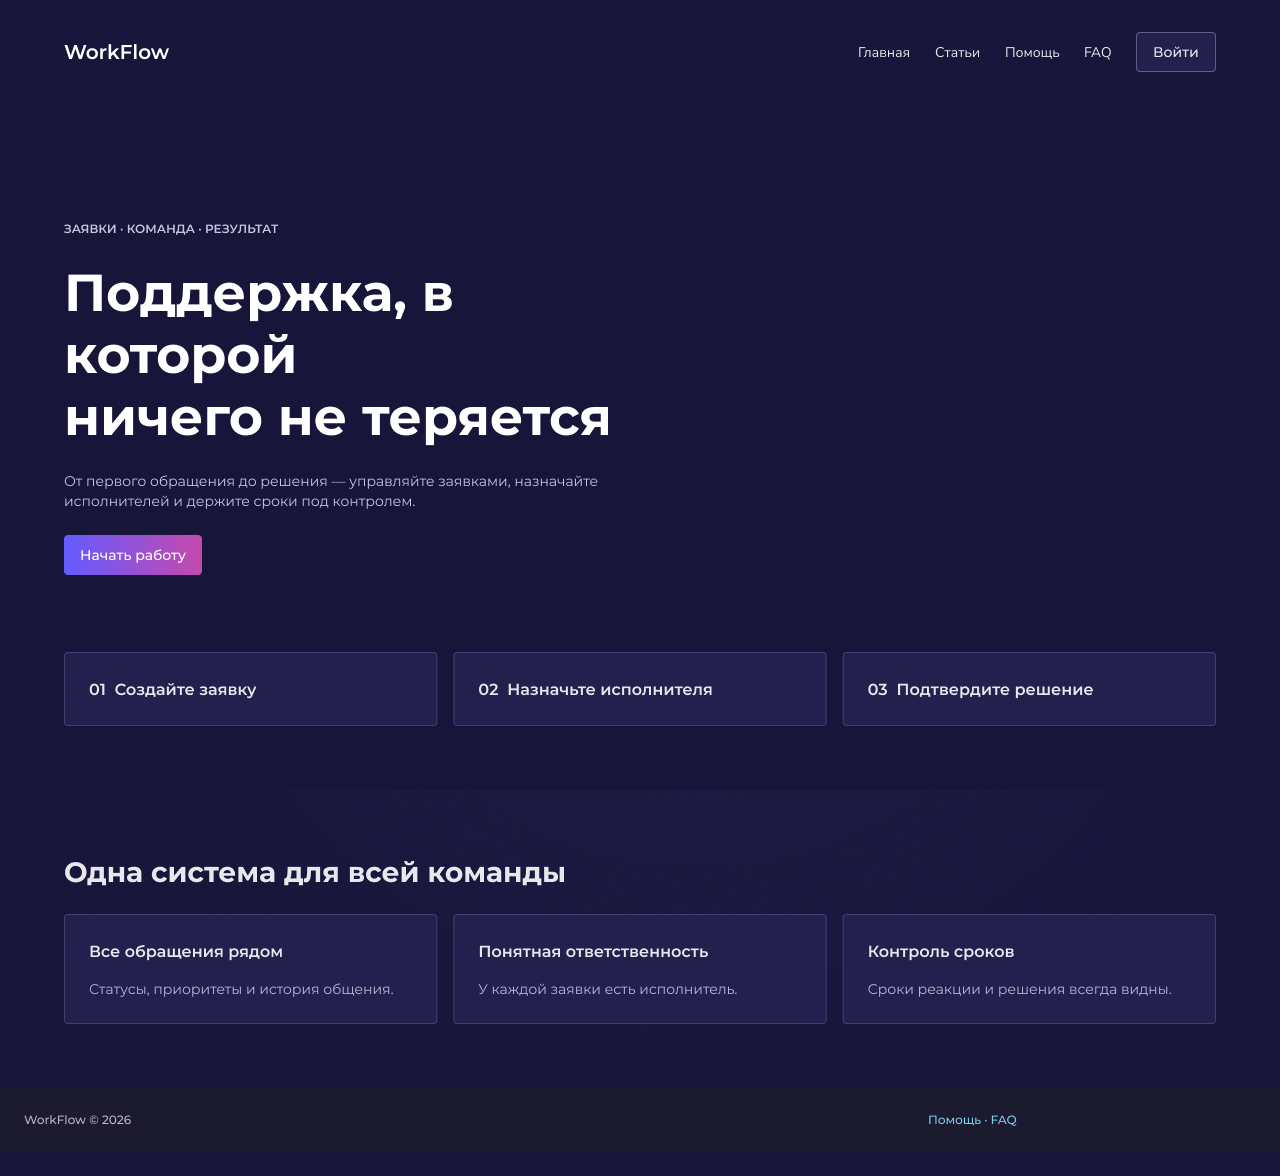 WorkFlow
Главная Статьи Помощь FAQ Войти
ЗАЯВКИ · КОМАНДА · РЕЗУЛЬТАТ
Поддержка, в
которой
ничего не теряется
От первого обращения до решения — управляйте заявками, назначайте
исполнителей и держите сроки под контролем.
Начать работу
01 Создайте заявку
02 Назначьте исполнителя
03 Подтвердите решение
Одна система для всей команды
Все обращения рядом
Статусы, приоритеты и история общения.
Понятная ответственность
У каждой заявки есть исполнитель.
Контроль сроков
Сроки реакции и решения всегда видны.
WorkFlow © 2026
Помощь · FAQ